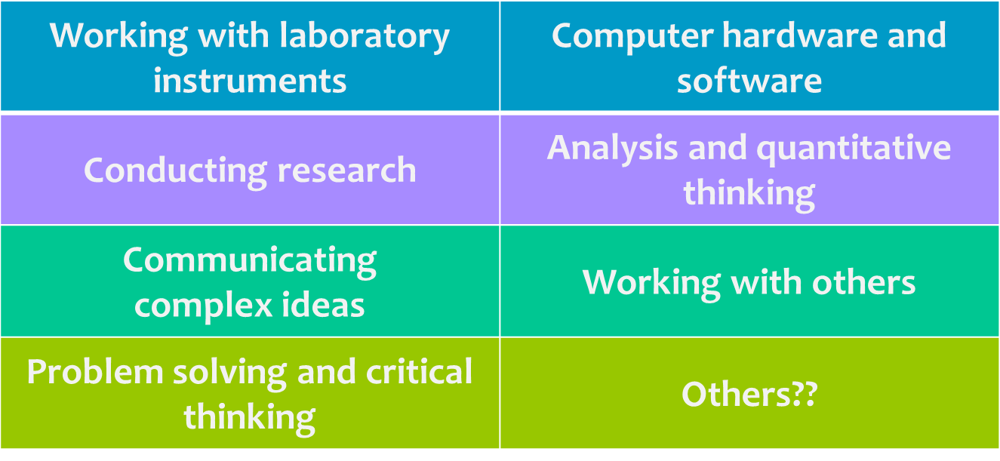 Working with laboratory
instruments
Computer hardware and
software
Conducting research
Analysis and quantitative
thinking
Communicating
complex ideas
Working with others
Problem solving and critical
thinking
Others??